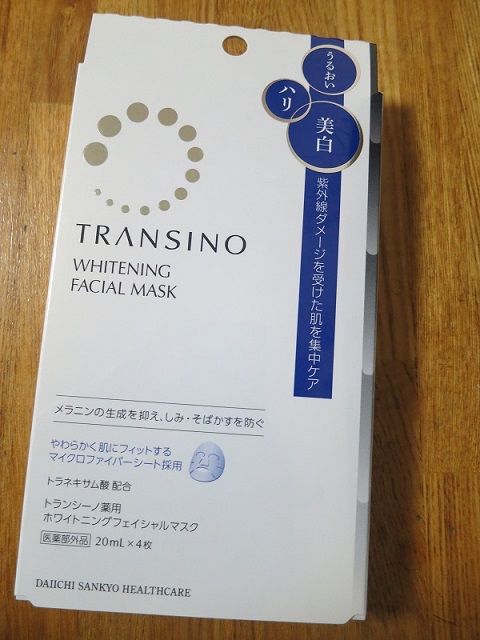 うるおい
ハリ
美白
紫外線ダメージを受けた肌を集中ケア
TRANSINO
WHITENING
FACIAL MASK
メラニンの生成を抑え、しみ・そばかすを防ぐ
やわらかく肌にフィットする
マイクロファイバーシート採用
トラネキサム酸 配合
トランシーノ薬用
ホワイトニングフェイシャルマスク
医薬部外品 20mL×4枚
DAIICHI SANKYO HEALTHCARE